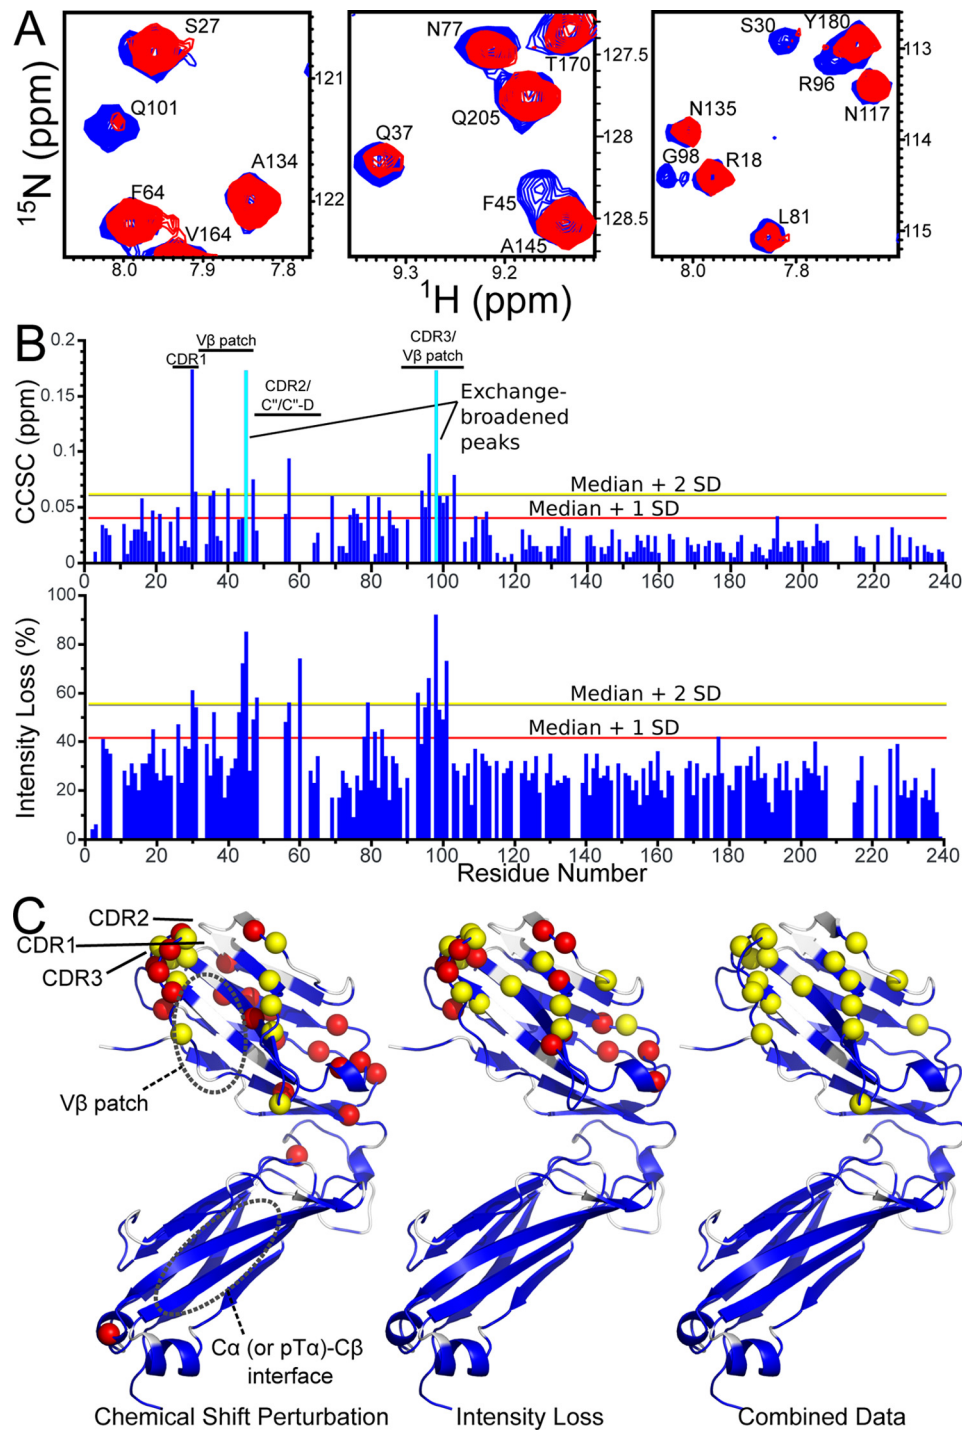 A
S27
Q101
A134
F64
V164
121
122
8.0
7.9
7.8
N77
T170
Q205
Q37
F45
A145
127.5
128
128.5
9.3
9.2
S30
Y180
R96
N117
N135
G98
R18
L81
113
114
115
8.0
7.8
15N (ppm)
1H (ppm)
B
CCSC (ppm)
0.2
0.15
0.1
0.05
0
CDR1
Vβ patch
CDR2/
C"/C"-D
CDR3/
Vβ patch
Exchange-
broadened
peaks
Median + 2 SD
Median + 1 SD
0 20 40 60 80 100 120 140 160 180 200 220 240
Intensity Loss (%)
100
80
60
40
20
0
Median + 2 SD
Median + 1 SD
0 20 40 60 80 100 120 140 160 180 200 220 240
Residue Number
C
CDR2
CDR1
CDR3
Vβ patch
Cα (or pTα)-Cβ
interface
Chemical Shift Perturbation
Intensity Loss
Combined Data